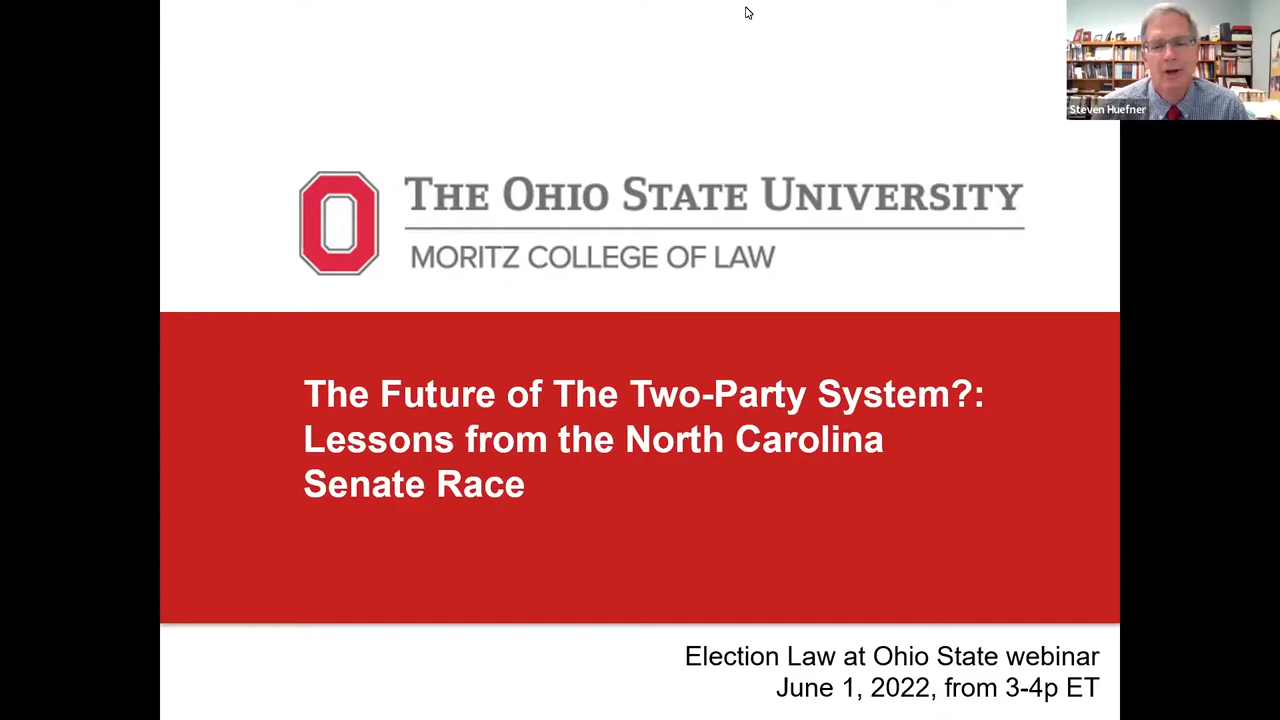 Steven Huefner
THE OHIO STATE UNIVERSITY
MORITZ COLLEGE OF LAW
The Future of The Two-Party System?:
Lessons from the North Carolina
Senate Race
Election Law at Ohio State webinar
June 1, 2022, from 3-4p ET